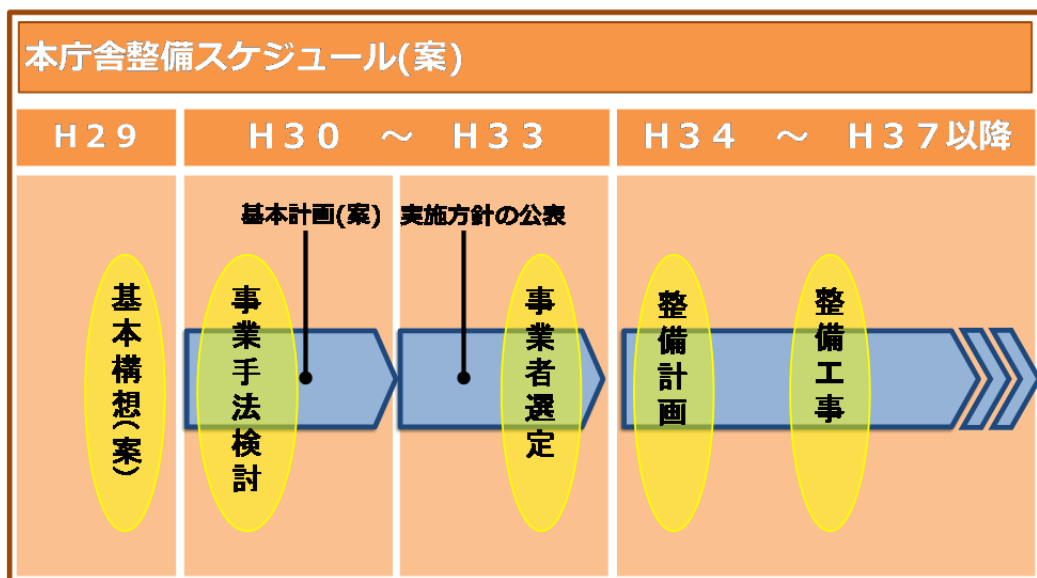 本庁舎整備スケジュール(案)
H29
H30 ～ H33
H34 ～ H37以降
基本計画(案)
実施方針の公表
基本構想(案)
事業手法検討
事業者選定
整備計画
整備工事